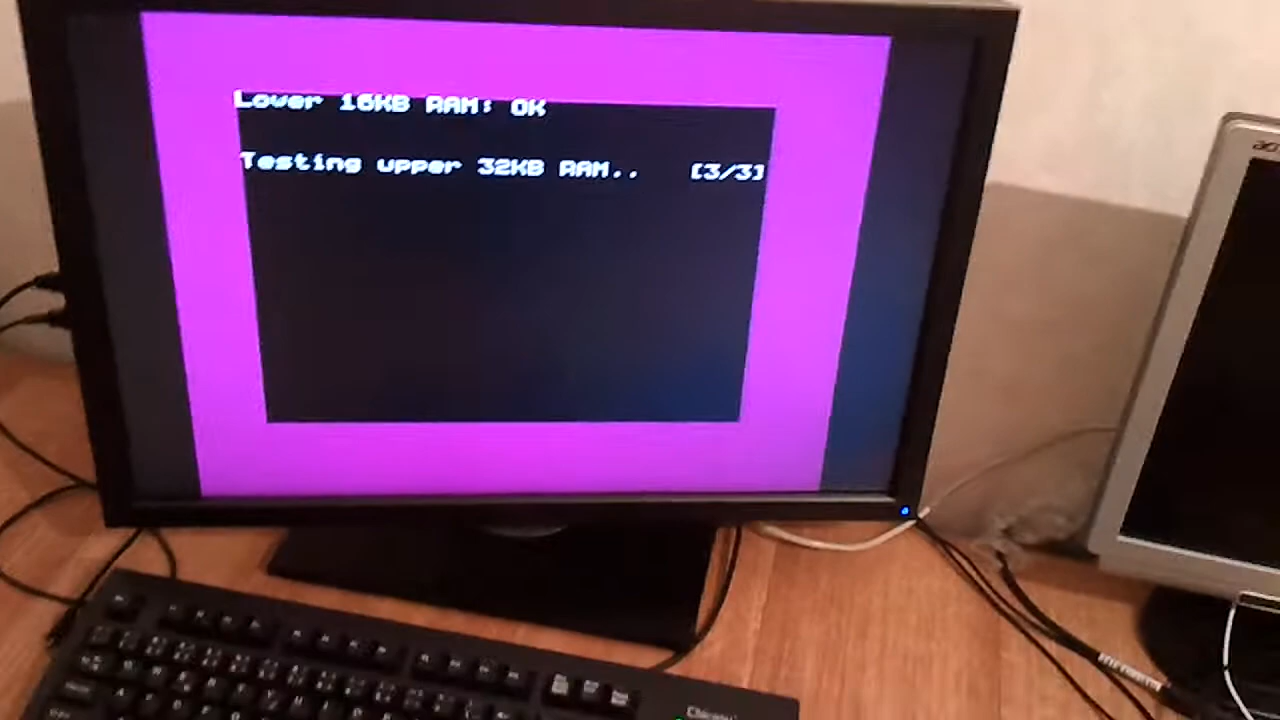 Lower 16KB RAM: OK
Testing upper 32KB RAM.. [3/3]